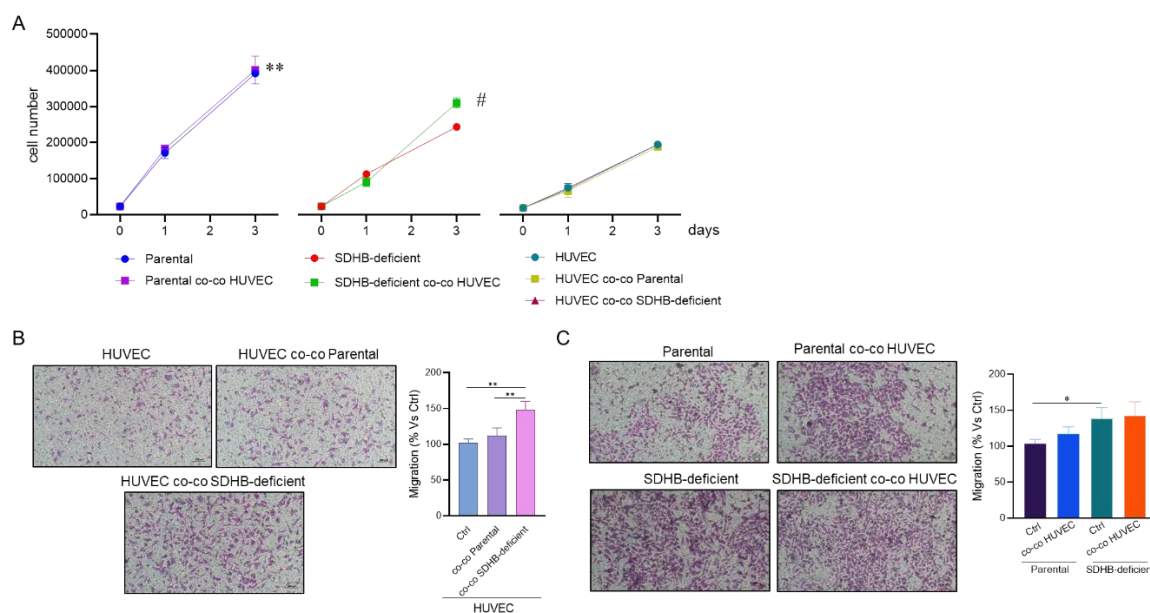 A
500000
400000
300000
200000
100000
0
cell number
**
#
0 1 2 3
0 1 2 3
0 1 2 3 days
Parental
Parental co-co HUVEC
SDHB-deficient
SDHB-deficient co-co HUVEC
HUVEC
HUVEC co-co Parental
HUVEC co-co SDHB-deficient
B
HUVEC
HUVEC co-co Parental
HUVEC co-co SDHB-deficient
Migration (% Vs Ctrl)
200
150
100
50
0
**
**
Ctrl
co-co Parental
co-co SDHB-deficient
HUVEC
C
Parental
Parental co-co HUVEC
SDHB-deficient
SDHB-deficient co-co HUVEC
Migration (% Vs Ctrl)
200
150
100
50
0
*
Ctrl
co-co HUVEC
Ctrl
co-co HUVEC
Parental
SDHB-deficien